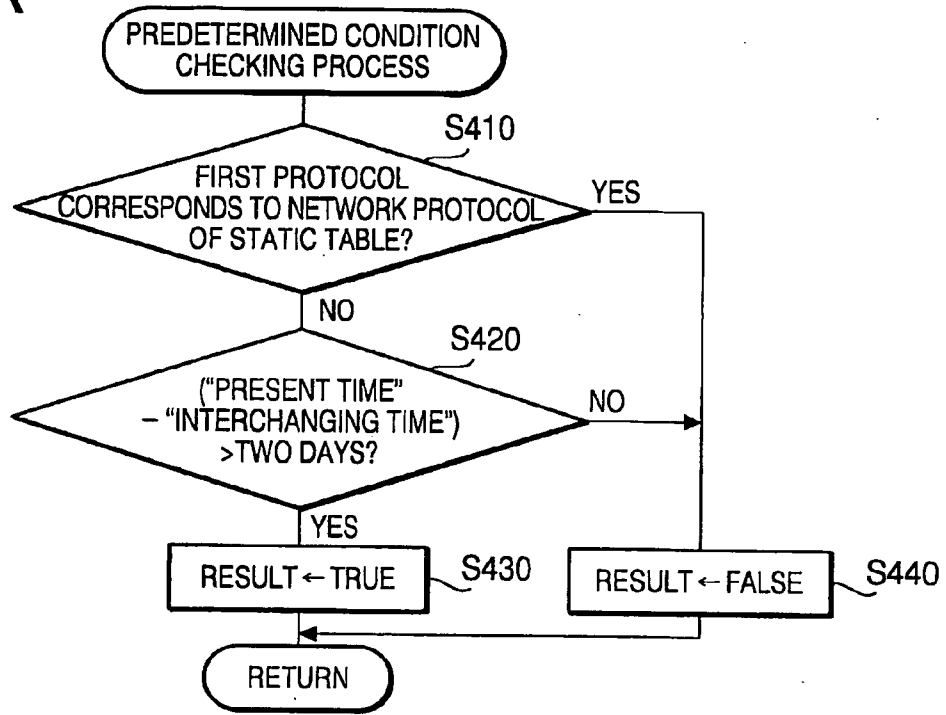 PREDETERMINED CONDITION
CHECKING PROCESS
S410
FIRST PROTOCOL
CORRESPONDS TO NETWORK PROTOCOL
OF STATIC TABLE?
YES
NO
S420
("PRESENT TIME"
– "INTERCHANGING TIME")
>TWO DAYS?
NO
YES
RESULT ← TRUE
S430
RESULT ← FALSE
S440
RETURN